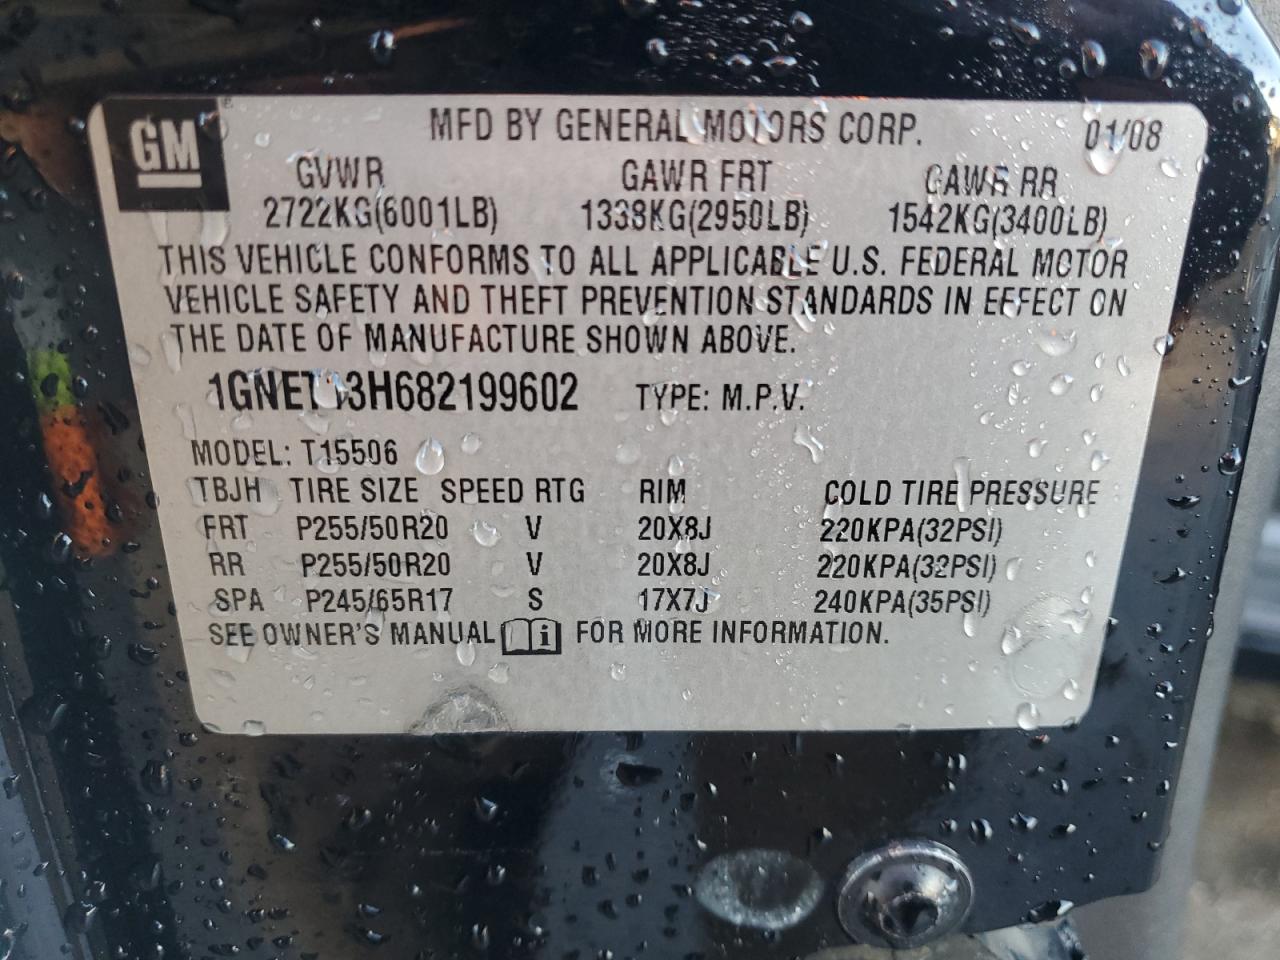 GM
MFD BY GENERAL MOTORS CORP. 01/08
GVWR GAWR FRT GAWR RR
2722KG(6001LB) 1338KG(2950LB) 1542KG(3400LB)
THIS VEHICLE CONFORMS TO ALL APPLICABLE U.S. FEDERAL MOTOR
VEHICLE SAFETY AND THEFT PREVENTION STANDARDS IN EFFECT ON
THE DATE OF MANUFACTURE SHOWN ABOVE.
1GNET13H682199602 TYPE: M.P.V.
MODEL: T15506
TBJH TIRE SIZE SPEED RTG RIM COLD TIRE PRESSURE
FRT P255/50R20 V 20X8J 220KPA(32PSI)
RR P255/50R20 V 20X8J 220KPA(32PSI)
SPA P245/65R17 S 17X7J 240KPA(35PSI)
SEE OWNER'S MANUAL i FOR MORE INFORMATION.